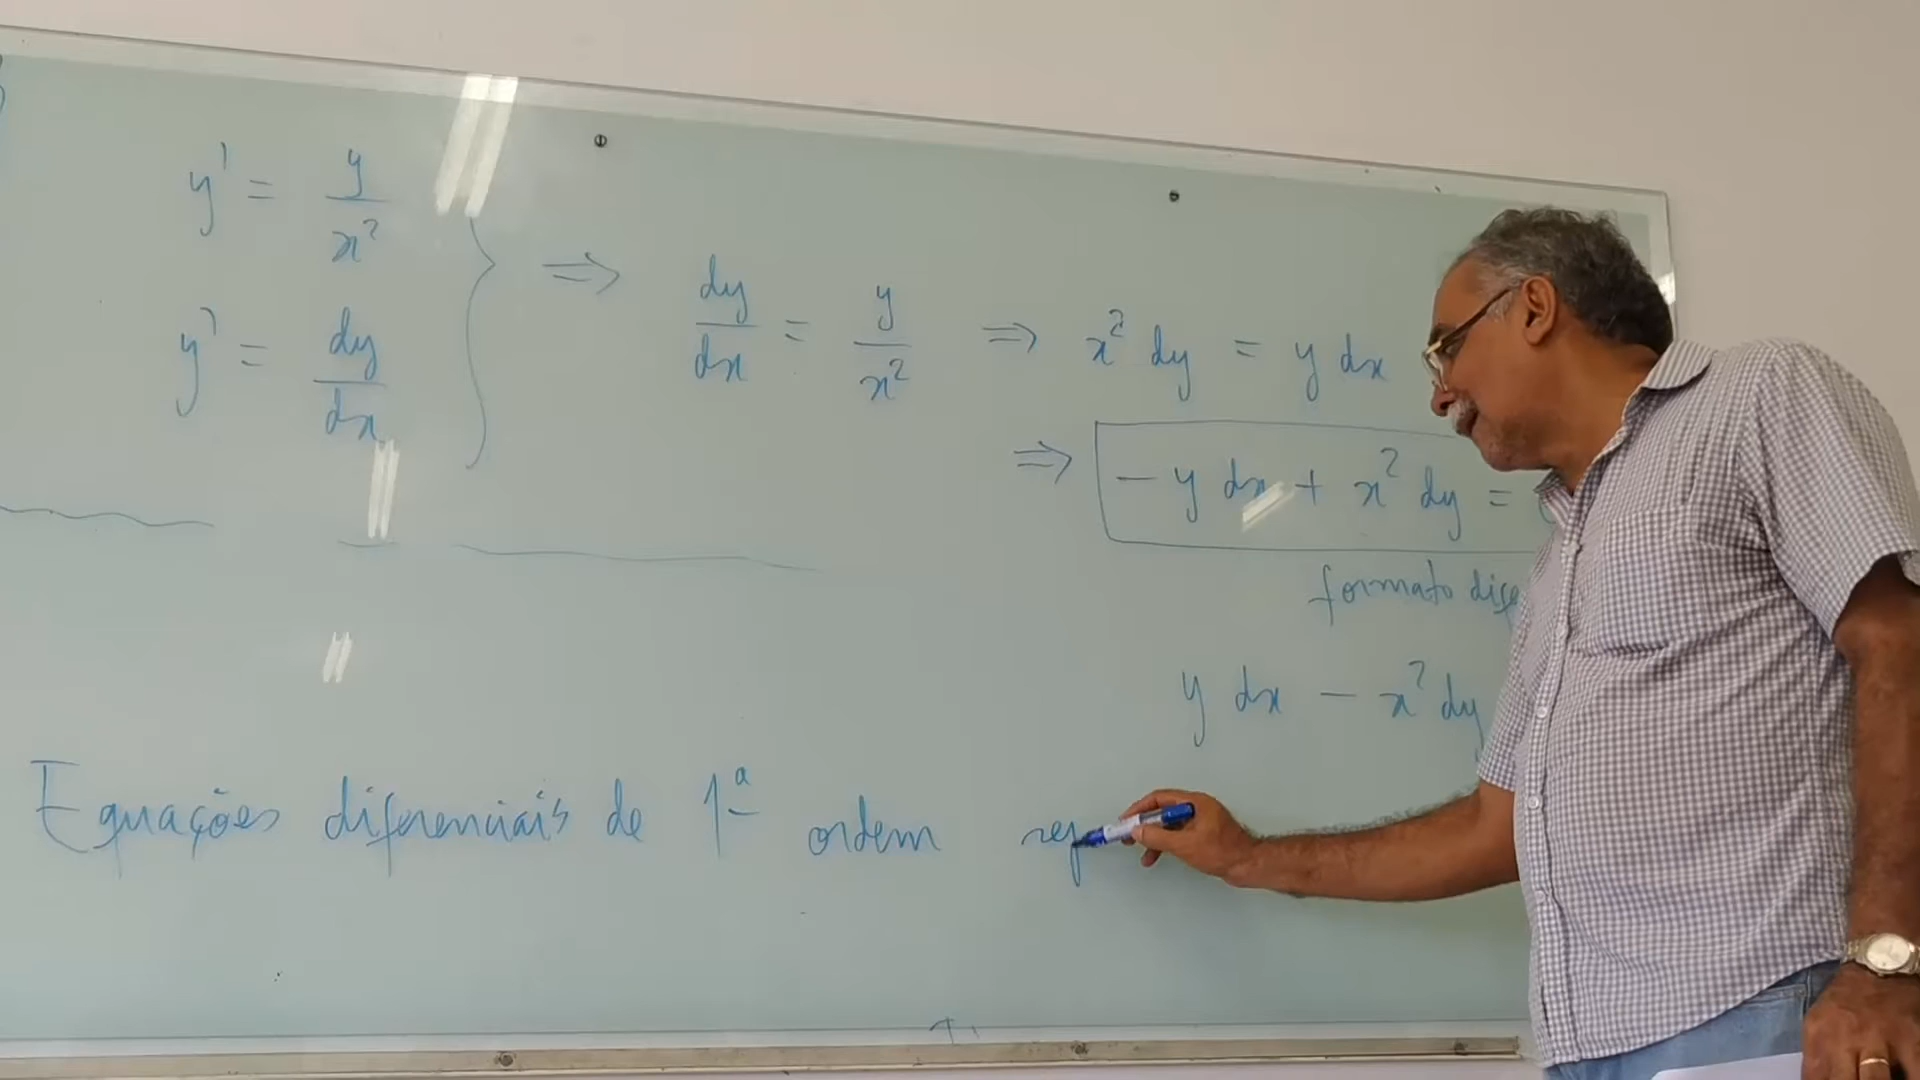 y' = y/x²
y' = dy/dx
⇒ dy/dx = y/x² ⇒ x² dy = y dx
⇒ - y dx + x² dy =
formato
y dx - x² dy
Equações diferenciais de 1ª ordem